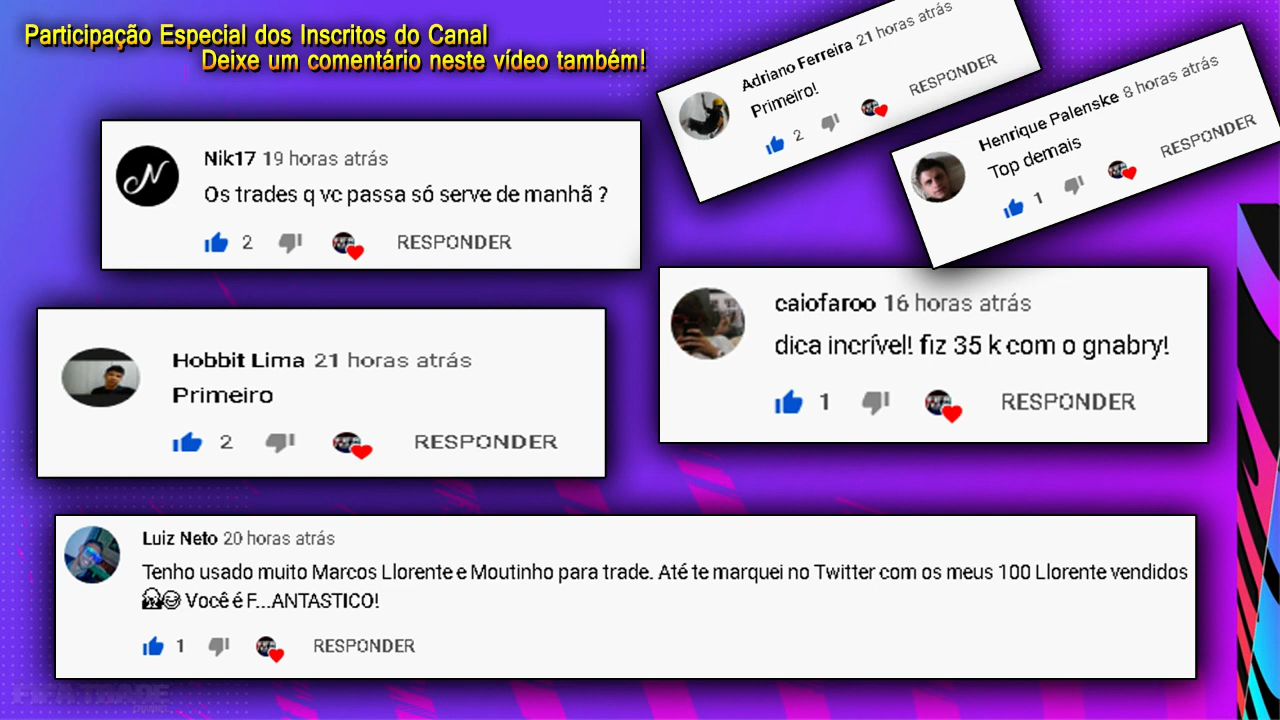 Participação Especial dos Inscritos do Canal
Deixe um comentário neste vídeo também!
Adriano Ferreira 21 horas atrás
Primeiro!
2 RESPONDER
Henrique Palenske 8 horas atrás
Top demais
1 RESPONDER
Nik17 19 horas atrás
Os trades q vc passa só serve de manhã ?
2 RESPONDER
caiofaroo 16 horas atrás
dica incrível! fiz 35 k com o gnabry!
1 RESPONDER
Hobbit Lima 21 horas atrás
Primeiro
2 RESPONDER
Luiz Neto 20 horas atrás
Tenho usado muito Marcos Llorente e Moutinho para trade. Até te marquei no Twitter com os meus 100 Llorente vendidos
Você é F...ANTASTICO!
1 RESPONDER